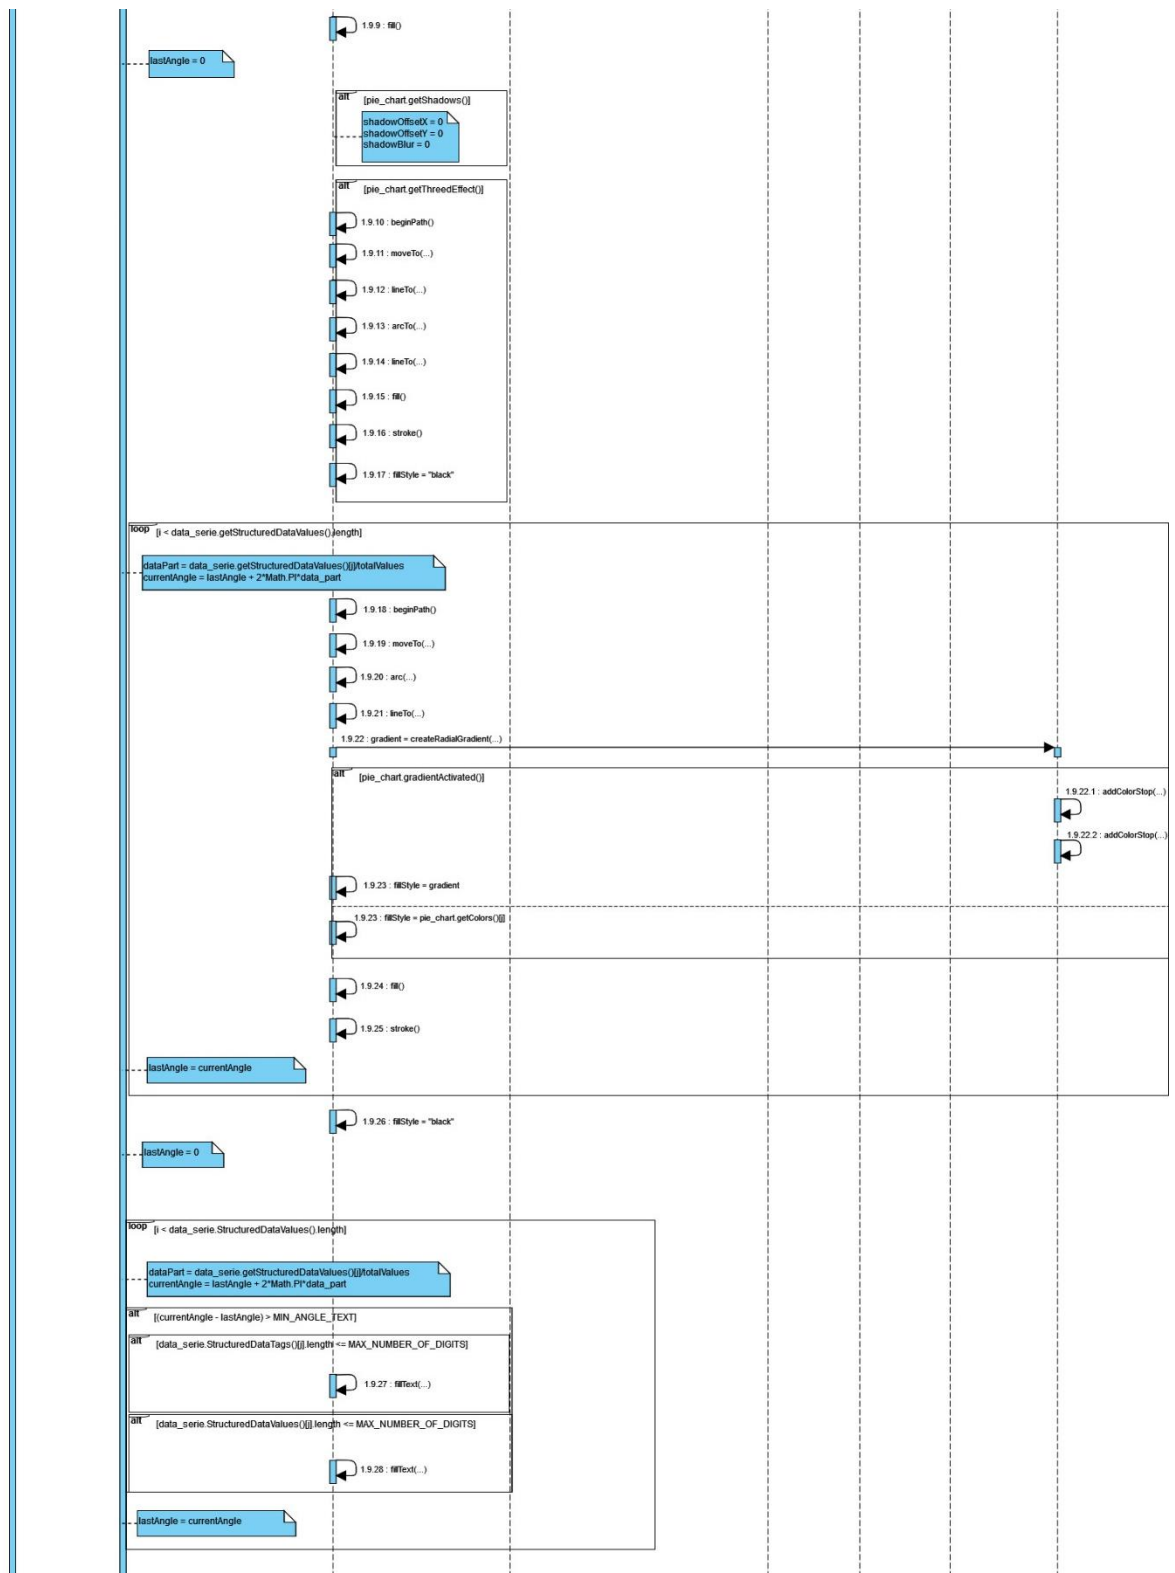 1.9.9 : fill()
lastAngle = 0
alt
[pie_chart.getShadows()]
shadowOffsetX = 0
shadowOffsetY = 0
shadowBlur = 0
alt
[pie_chart.getThreedEffect()]
1.9.10 : beginPath()
1.9.11 : moveTo(...)
1.9.12 : lineTo(...)
1.9.13 : arcTo(...)
1.9.14 : lineTo(...)
1.9.15 : fill()
1.9.16 : stroke()
1.9.17 : fillStyle = "black"
loop
[i < data_serie.getStructuredDataValues().length]
dataPart = data_serie.getStructuredDataValues()[j]/totalValues
currentAngle = lastAngle + 2*Math.PI*data_part
1.9.18 : beginPath()
1.9.19 : moveTo(...)
1.9.20 : arc(...)
1.9.21 : lineTo(...)
1.9.22 : gradient = createRadialGradient(...)
alt
[pie_chart.gradientActivated()]
1.9.22.1 : addColorStop(...)
1.9.22.2 : addColorStop(...)
1.9.23 : fillStyle = gradient
1.9.23 : fillStyle = pie_chart.getColors()[j]
1.9.24 : fill()
1.9.25 : stroke()
lastAngle = currentAngle
1.9.26 : fillStyle = "black"
lastAngle = 0
loop
[i < data_serie.StructuredDataValues().length]
dataPart = data_serie.getStructuredDataValues()[j]/totalValues
currentAngle = lastAngle + 2*Math.PI*data_part
alt
[(currentAngle - lastAngle) > MIN_ANGLE_TEXT]
alt
[data_serie.StructuredDataTags()[j].length <= MAX_NUMBER_OF_DIGITS]
1.9.27 : fillText(...)
alt
[data_serie.StructuredDataValues()[j].length <= MAX_NUMBER_OF_DIGITS]
1.9.28 : fillText(...)
lastAngle = currentAngle